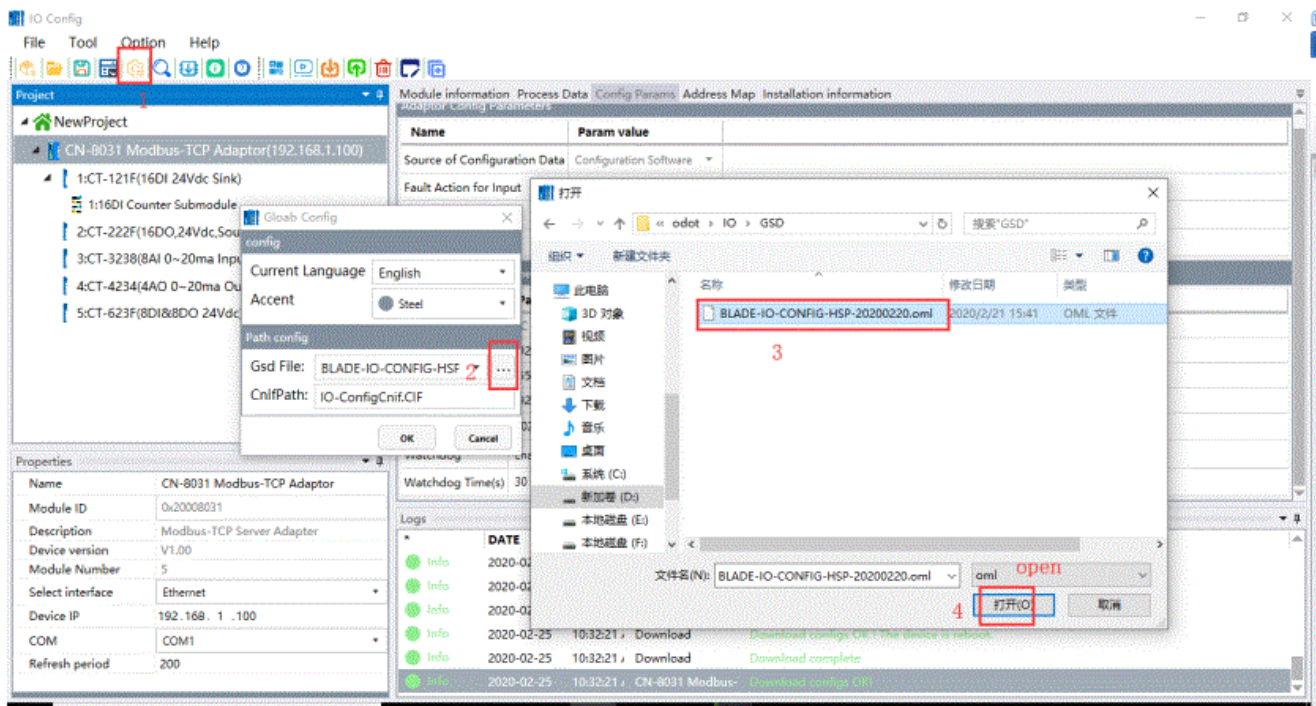 IO Config
File Tool Option Help
1
Project
Module information Process Data Config Params Address Map Installation information
NewProject
Adaptor Config Parameters
CN-8031 Modbus-TCP Adaptor(192.168.1.100)
Name Param value
Source of Configuration Data Configuration Software
Fault Action for Input
1:CT-121F(16DI 24Vdc Sink)
1:16DI Counter Submodule
2:CT-222F(16DO,24Vdc,Sou
3:CT-3238(8AI 0~20ma Inpu
4:CT-4234(4AO 0~20ma Ou
5:CT-623F(8DI&8DO 24Vdc
Gloab Config
config
Current Language English
Accent Steel
Path config
Gsd File: BLADE-IO-CONFIG-HSF 2 ...
CnifPath: IO-ConfigCnif.CIF
OK Cancel
打开
« odot › IO › GSD
搜索"GSD"
组织 新建文件夹
名称 修改日期 类型
BLADE-IO-CONFIG-HSP-20200220.oml 2020/2/21 15:41 OML 文件
3
此电脑
3D 对象
视频
图片
文档
下载
音乐
桌面
系统 (C:)
新加卷 (D:)
本地磁盘 (E:)
本地磁盘 (F:)
文件名(N): BLADE-IO-CONFIG-HSP-20200220.oml oml
open
4 打开(O) 取消
Watchdog
Watchdog Time(s) 30
Properties
Name CN-8031 Modbus-TCP Adaptor
Module ID 0x20008031
Description Modbus-TCP Server Adapter
Device version V1.00
Module Number 5
Select interface Ethernet
Device IP 192.168. 1 .100
COM COM1
Refresh period 200
Logs
DATE
Info 2020-02
Info 2020-02
Info 2020-02
Info 2020-02-25 10:32:21 Download Download configs OK! The device is reboot.
Info 2020-02-25 10:32:21 Download Download complete
Info 2020-02-25 10:32:21 CN-8031 Modbus- Download configs OK!